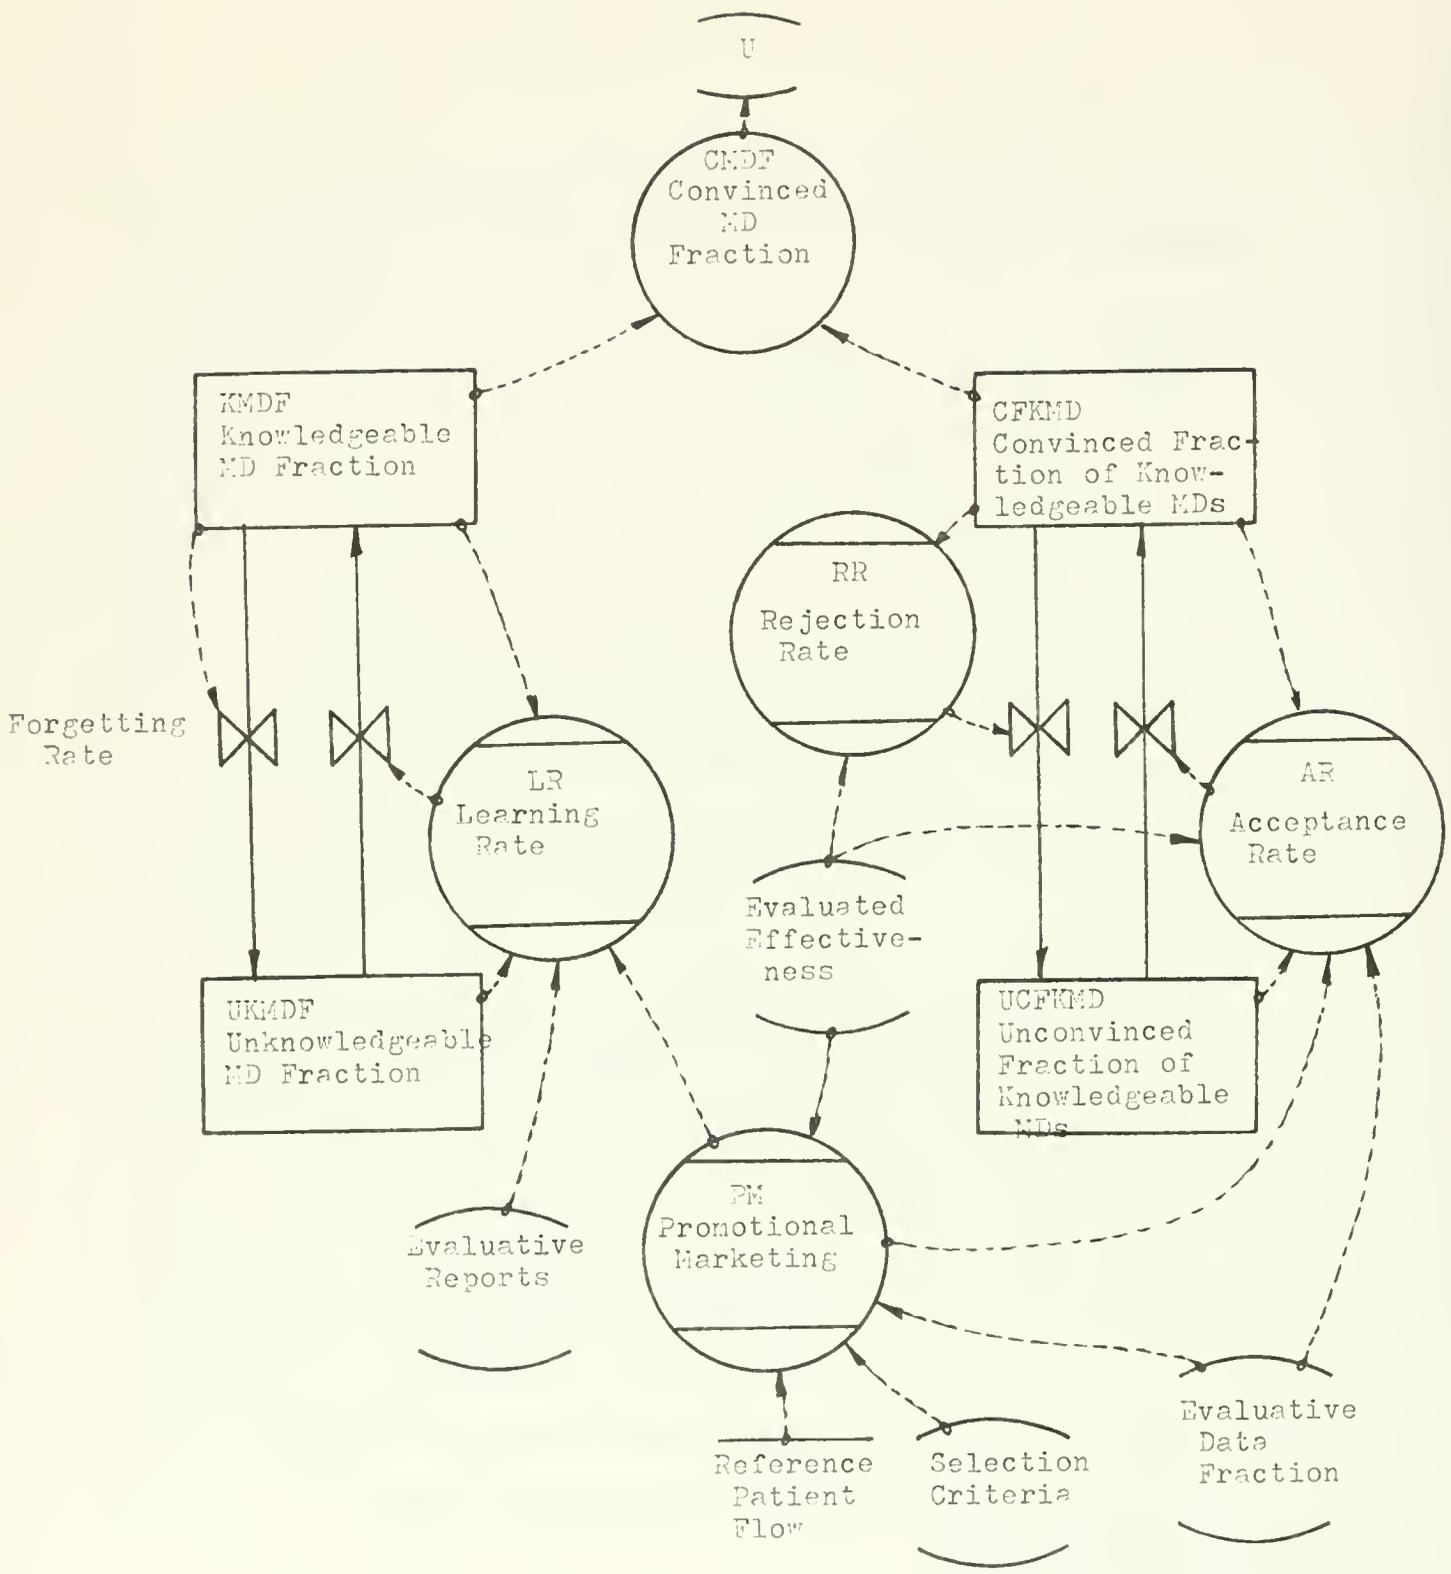 U
CMDF
Convinced
MD
Fraction
KMDF
Knowledgeable
MD Fraction
CFKMD
Convinced Frac-
tion of Know-
ledgeable MDs
RR
Rejection
Rate
Forgetting
Rate
LR
Learning
Rate
AR
Acceptance
Rate
Evaluated
Effective-
ness
UKMDF
Unknowledgeable
MD Fraction
UCFKMD
Unconvinced
Fraction of
Knowledgeable
MDs
PM
Promotional
Marketing
Evaluative
Reports
Reference
Patient
Flow
Selection
Criteria
Evaluative
Data
Fraction